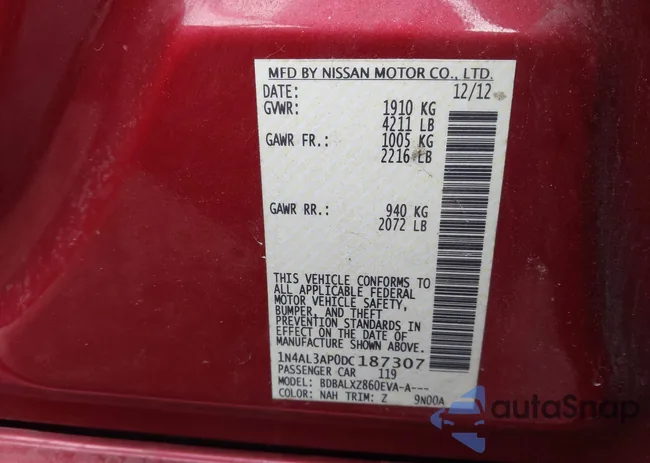 MFD BY NISSAN MOTOR CO., LTD.
DATE: 12/12
GVWR: 1910 KG
4211 LB
GAWR FR.: 1005 KG
2216 LB
GAWR RR.: 940 KG
2072 LB
THIS VEHICLE CONFORMS TO
ALL APPLICABLE FEDERAL
MOTOR VEHICLE SAFETY,
BUMPER, AND THEFT
PREVENTION STANDARDS IN
EFFECT ON THE DATE OF
MANUFACTURE SHOWN ABOVE.
1N4AL3AP0DC187307
PASSENGER CAR 119
MODEL: BDBALXZ860EVA-A---
COLOR: NAH TRIM: Z 9N00A
autoSnap